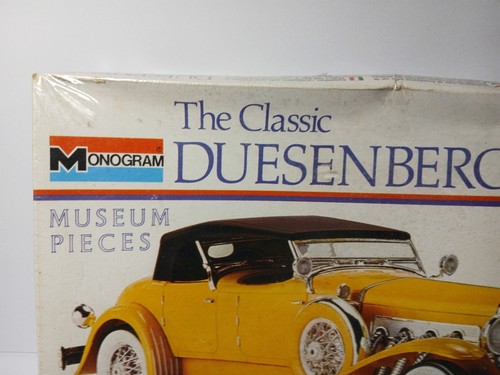 The Classic
MONOGRAM
DUESENBERG
MUSEUM
PIECES